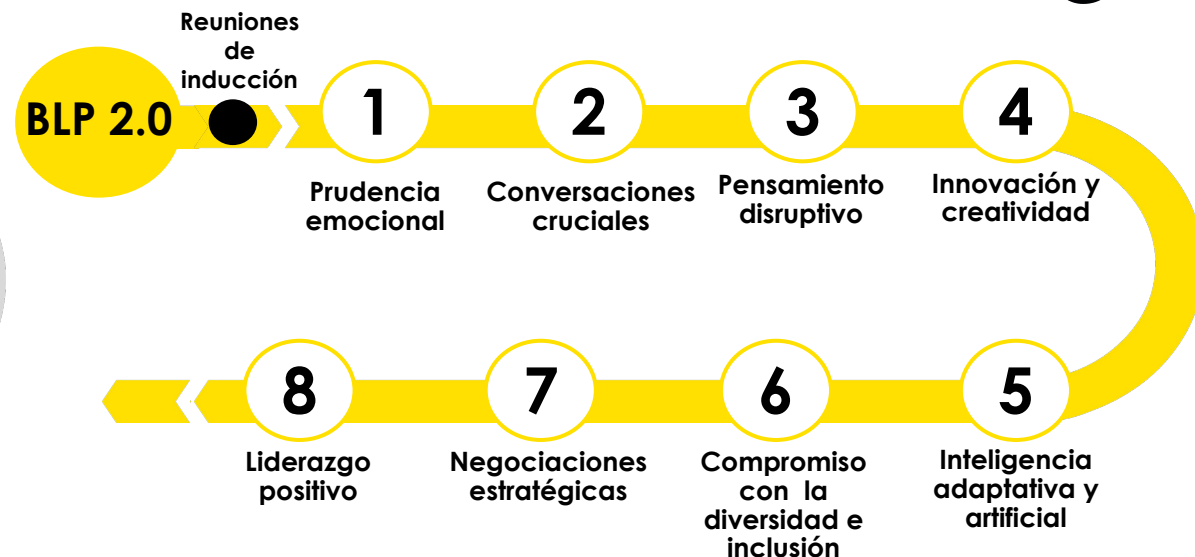 Reuniones
de
inducción
BLP 2.0
1
Prudencia
emocional
2
Conversaciones
cruciales
3
Pensamiento
disruptivo
4
Innovación y
creatividad
5
Inteligencia
adaptativa y
artificial
6
Compromiso
con la
diversidad e
inclusión
7
Negociaciones
estratégicas
8
Liderazgo
positivo